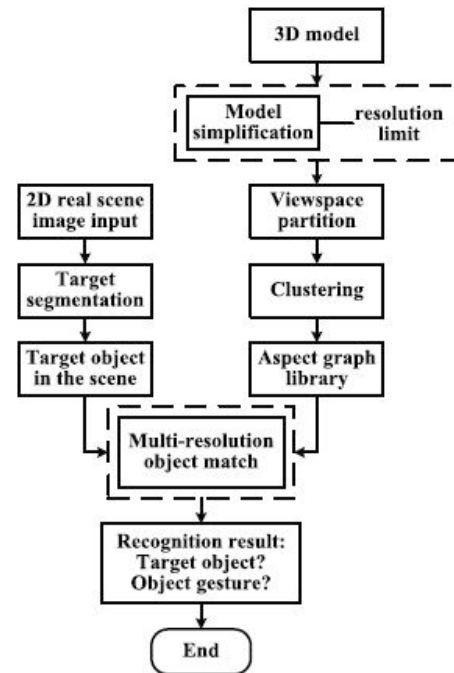 3D model
Model
simplification
resolution
limit
2D real scene
image input
Viewspace
partition
Target
segmentation
Clustering
Target object
in the scene
Aspect graph
library
Multi-resolution
object match
Recognition result:
Target object?
Object gesture?
End